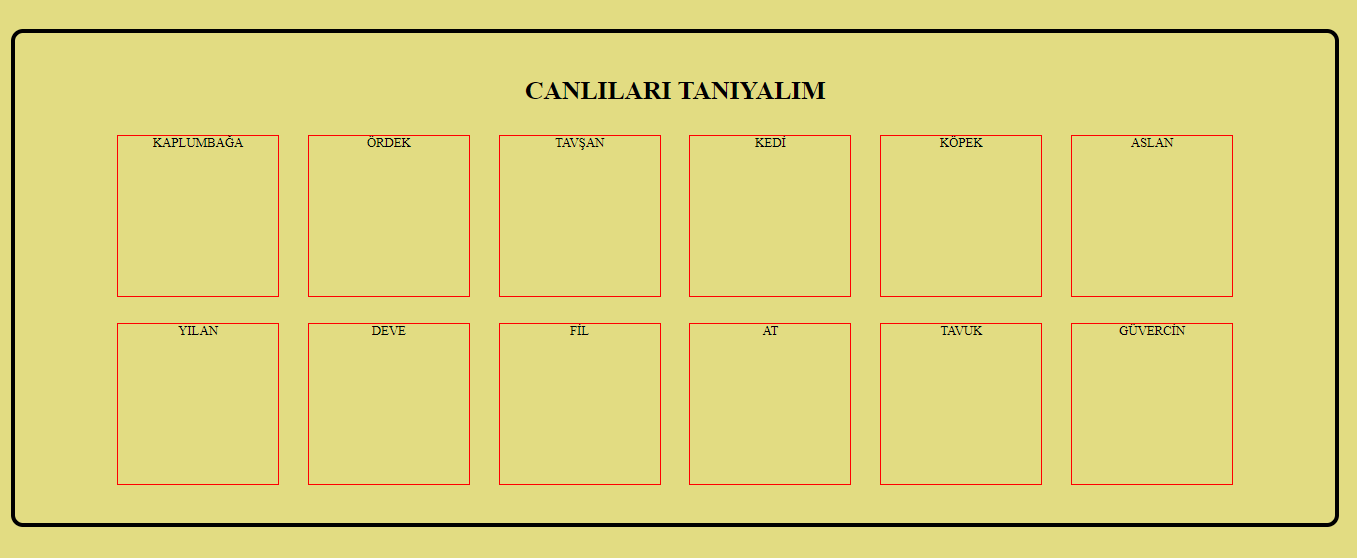 CANLILARI TANIYALIM
KAPLUMBAĞA ÖRDEK TAVŞAN KEDİ KÖPEK ASLAN
YILAN DEVE FİL AT TAVUK GÜVERCİN